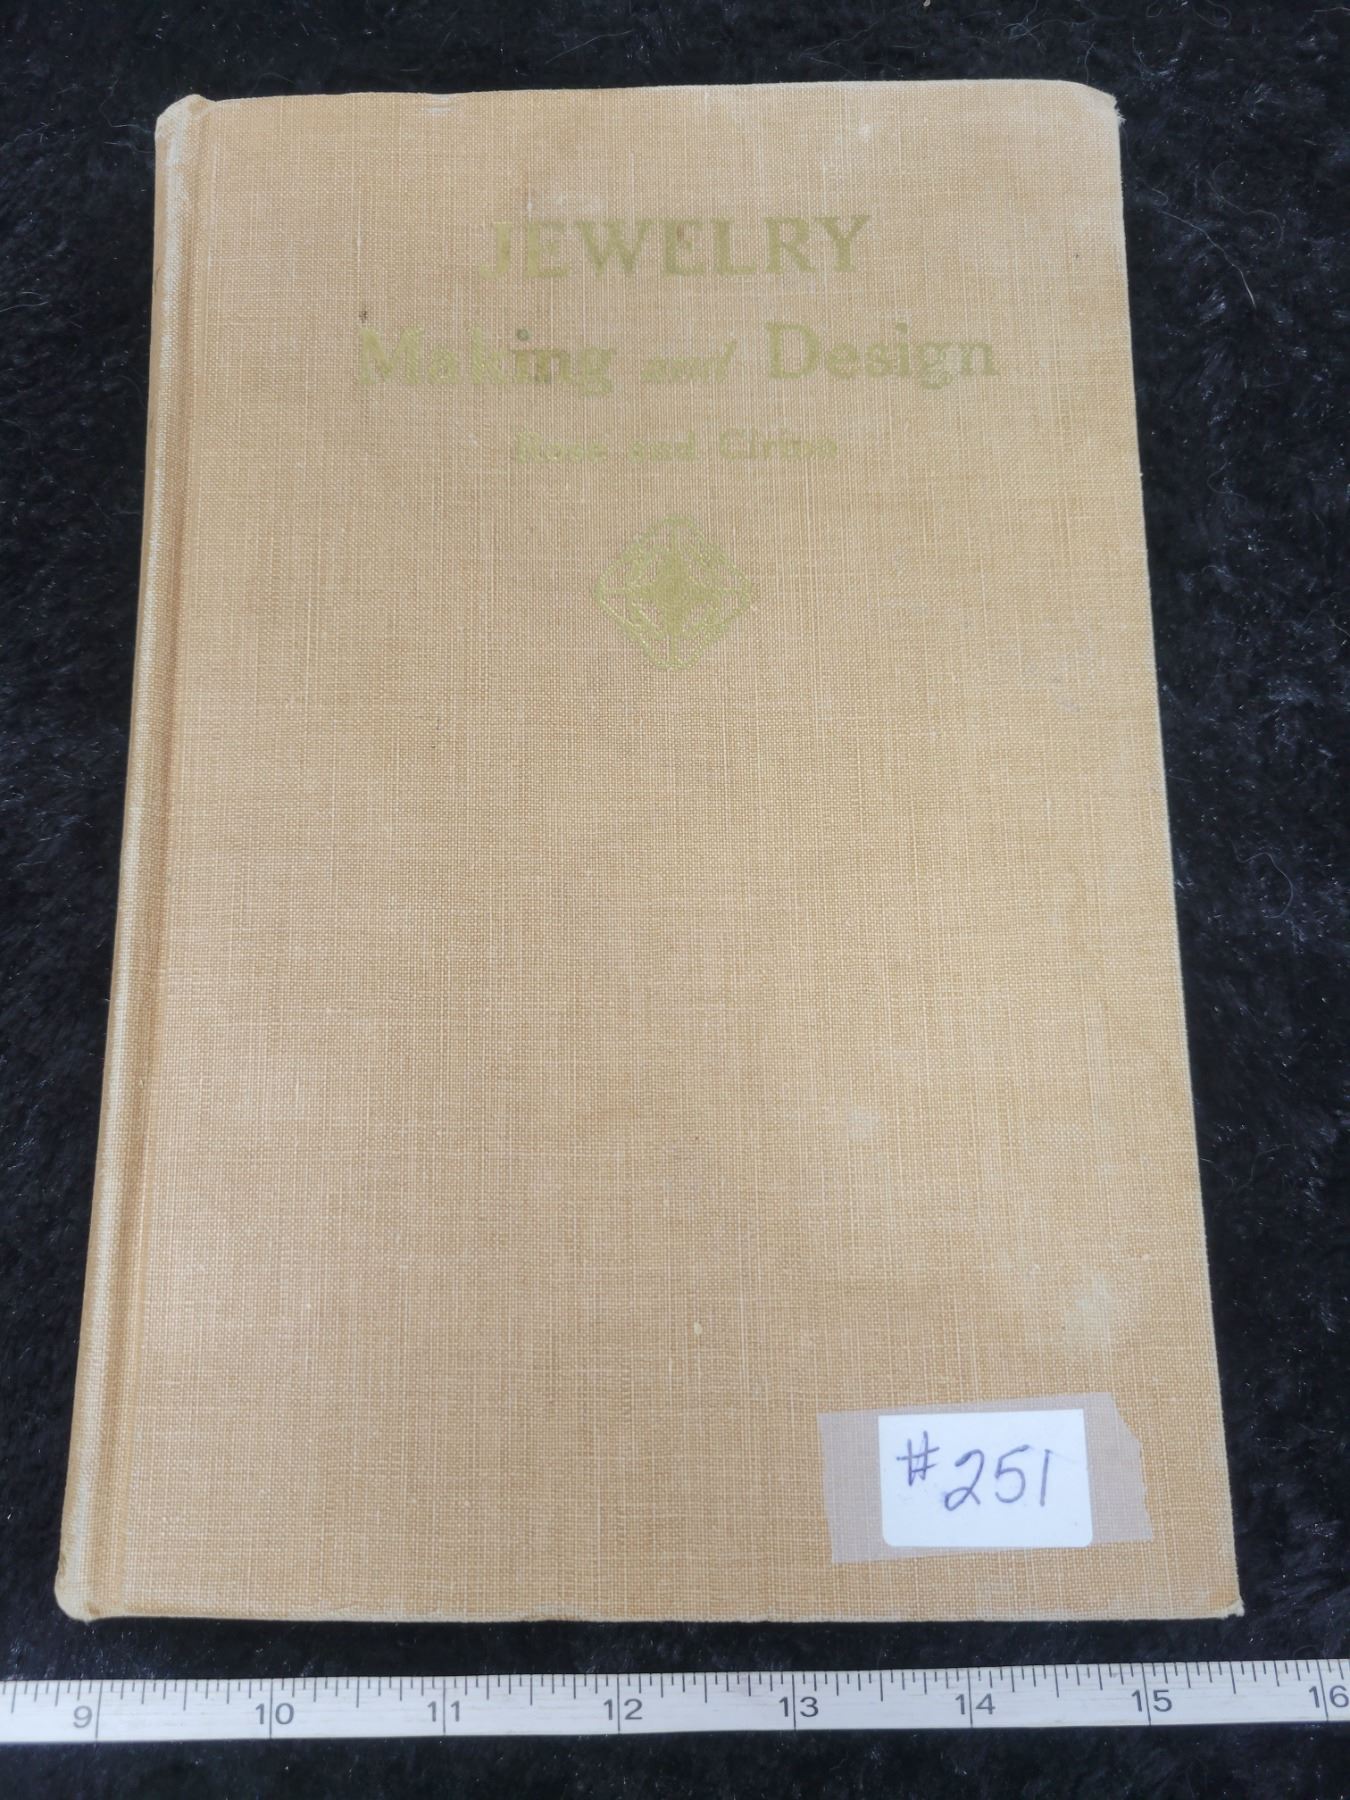 JEWELRY
Making and Design
Rose and Cirino
#251
9 10 11 12 13 14 15 16